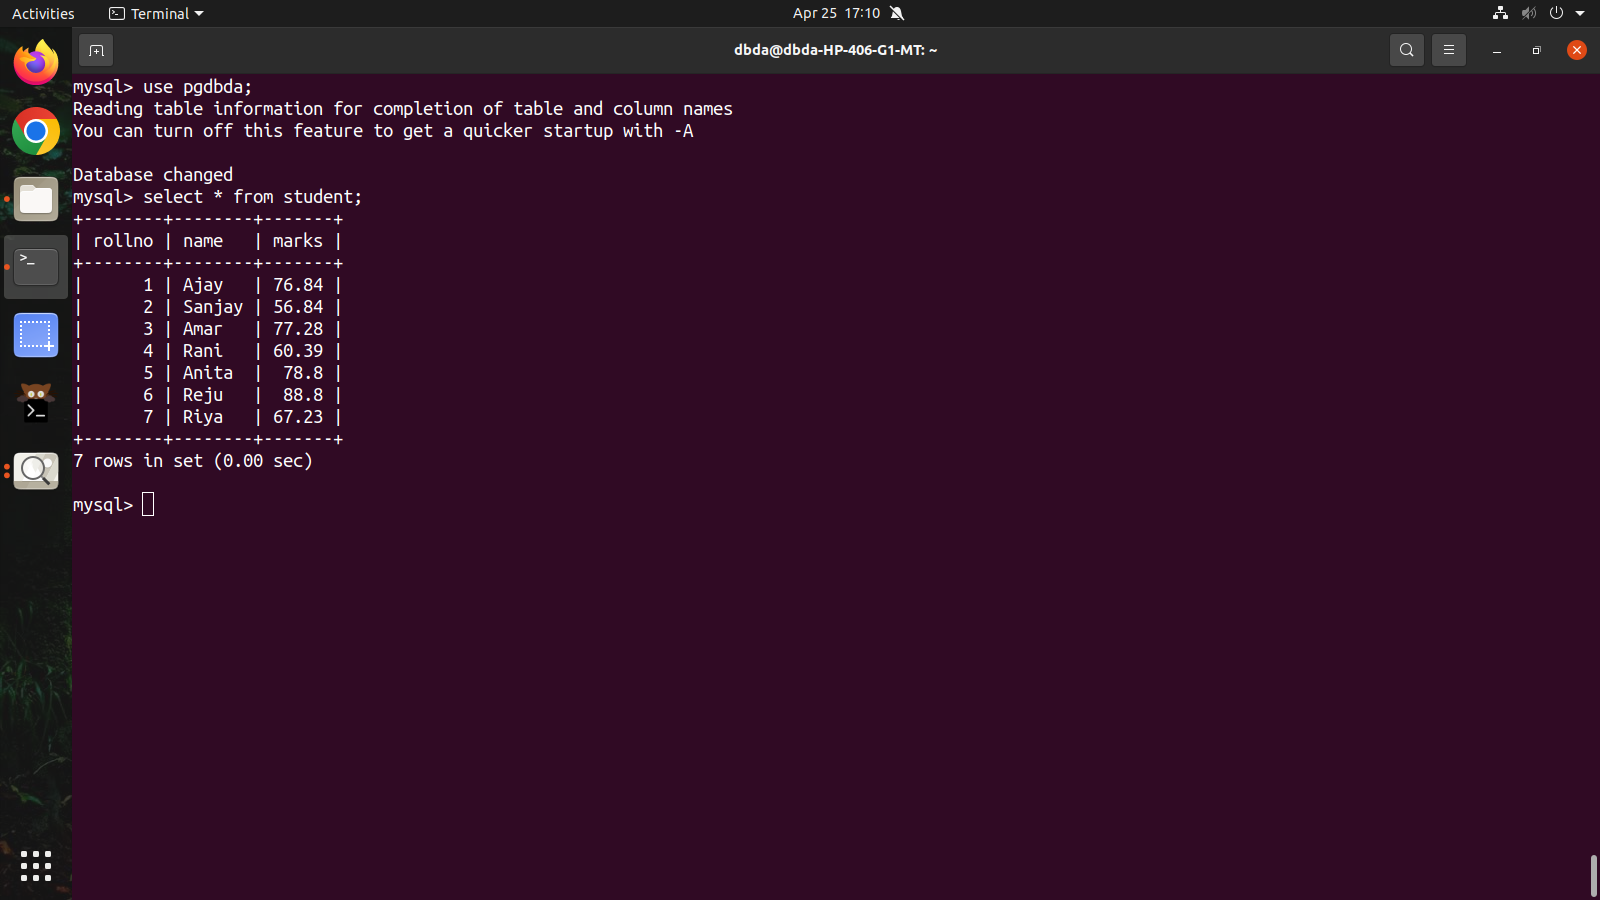 Activities Terminal Apr 25 17:10
dbda@dbda-HP-406-G1-MT: ~
mysql> use pgdbda;
Reading table information for completion of table and column names
You can turn off this feature to get a quicker startup with -A
Database changed
mysql> select * from student;
+--------+--------+-------+
| rollno | name   | marks |
+--------+--------+-------+
|      1 | Ajay   | 76.84 |
|      2 | Sanjay | 56.84 |
|      3 | Amar   | 77.28 |
|      4 | Rani   | 60.39 |
|      5 | Anita  |  78.8 |
|      6 | Reju   |  88.8 |
|      7 | Riya   | 67.23 |
+--------+--------+-------+
7 rows in set (0.00 sec)
mysql>